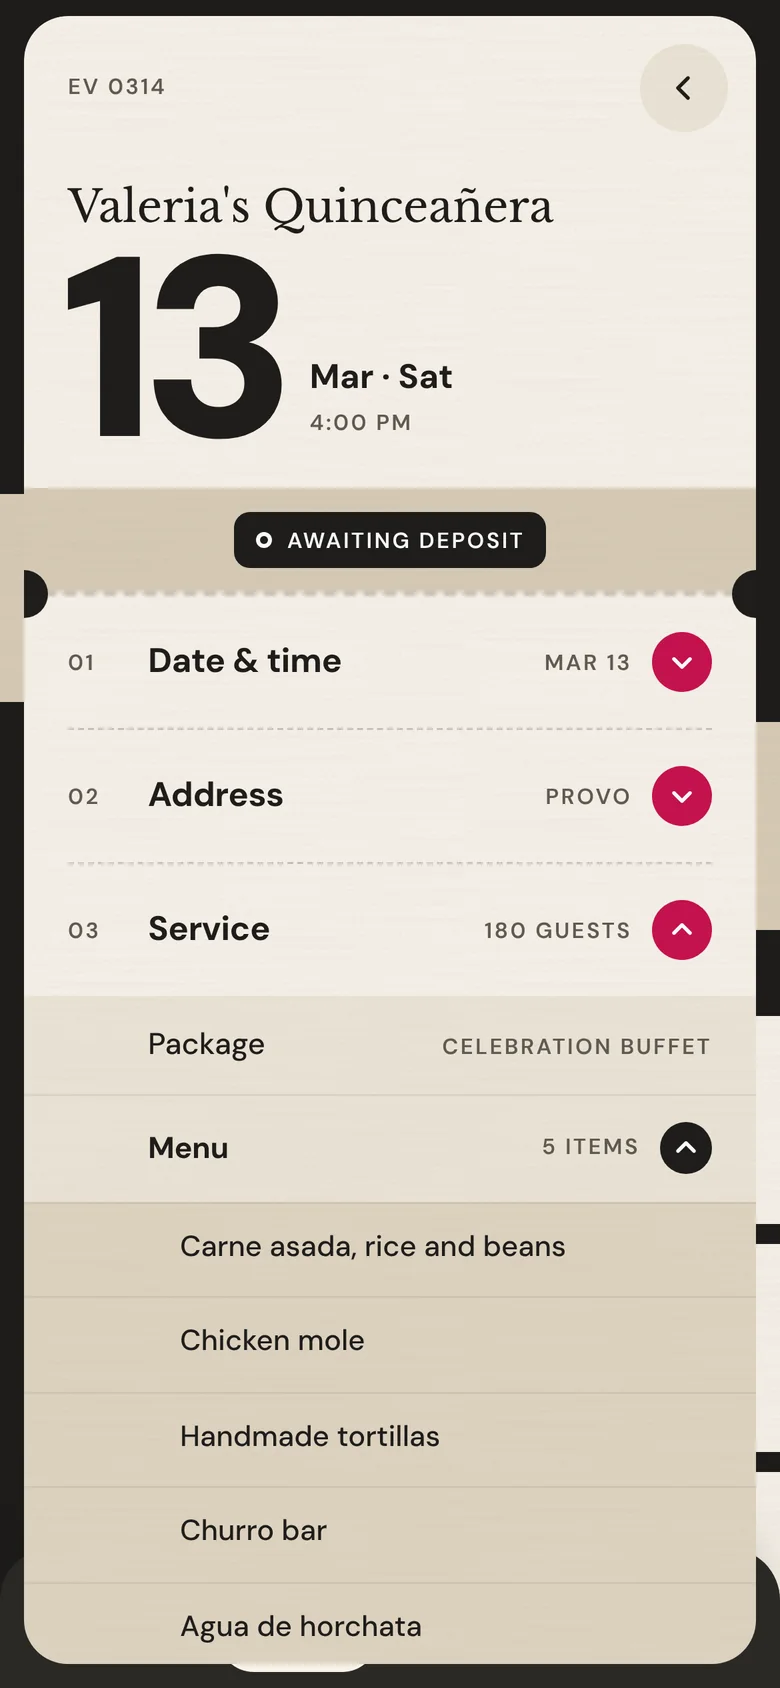 EV 0314
Valeria's Quinceañera
13
Mar · Sat
4:00 PM
AWAITING DEPOSIT
01 Date & time MAR 13
02 Address PROVO
03 Service 180 GUESTS
Package CELEBRATION BUFFET
Menu 5 ITEMS
Carne asada, rice and beans
Chicken mole
Handmade tortillas
Churro bar
Agua de horchata